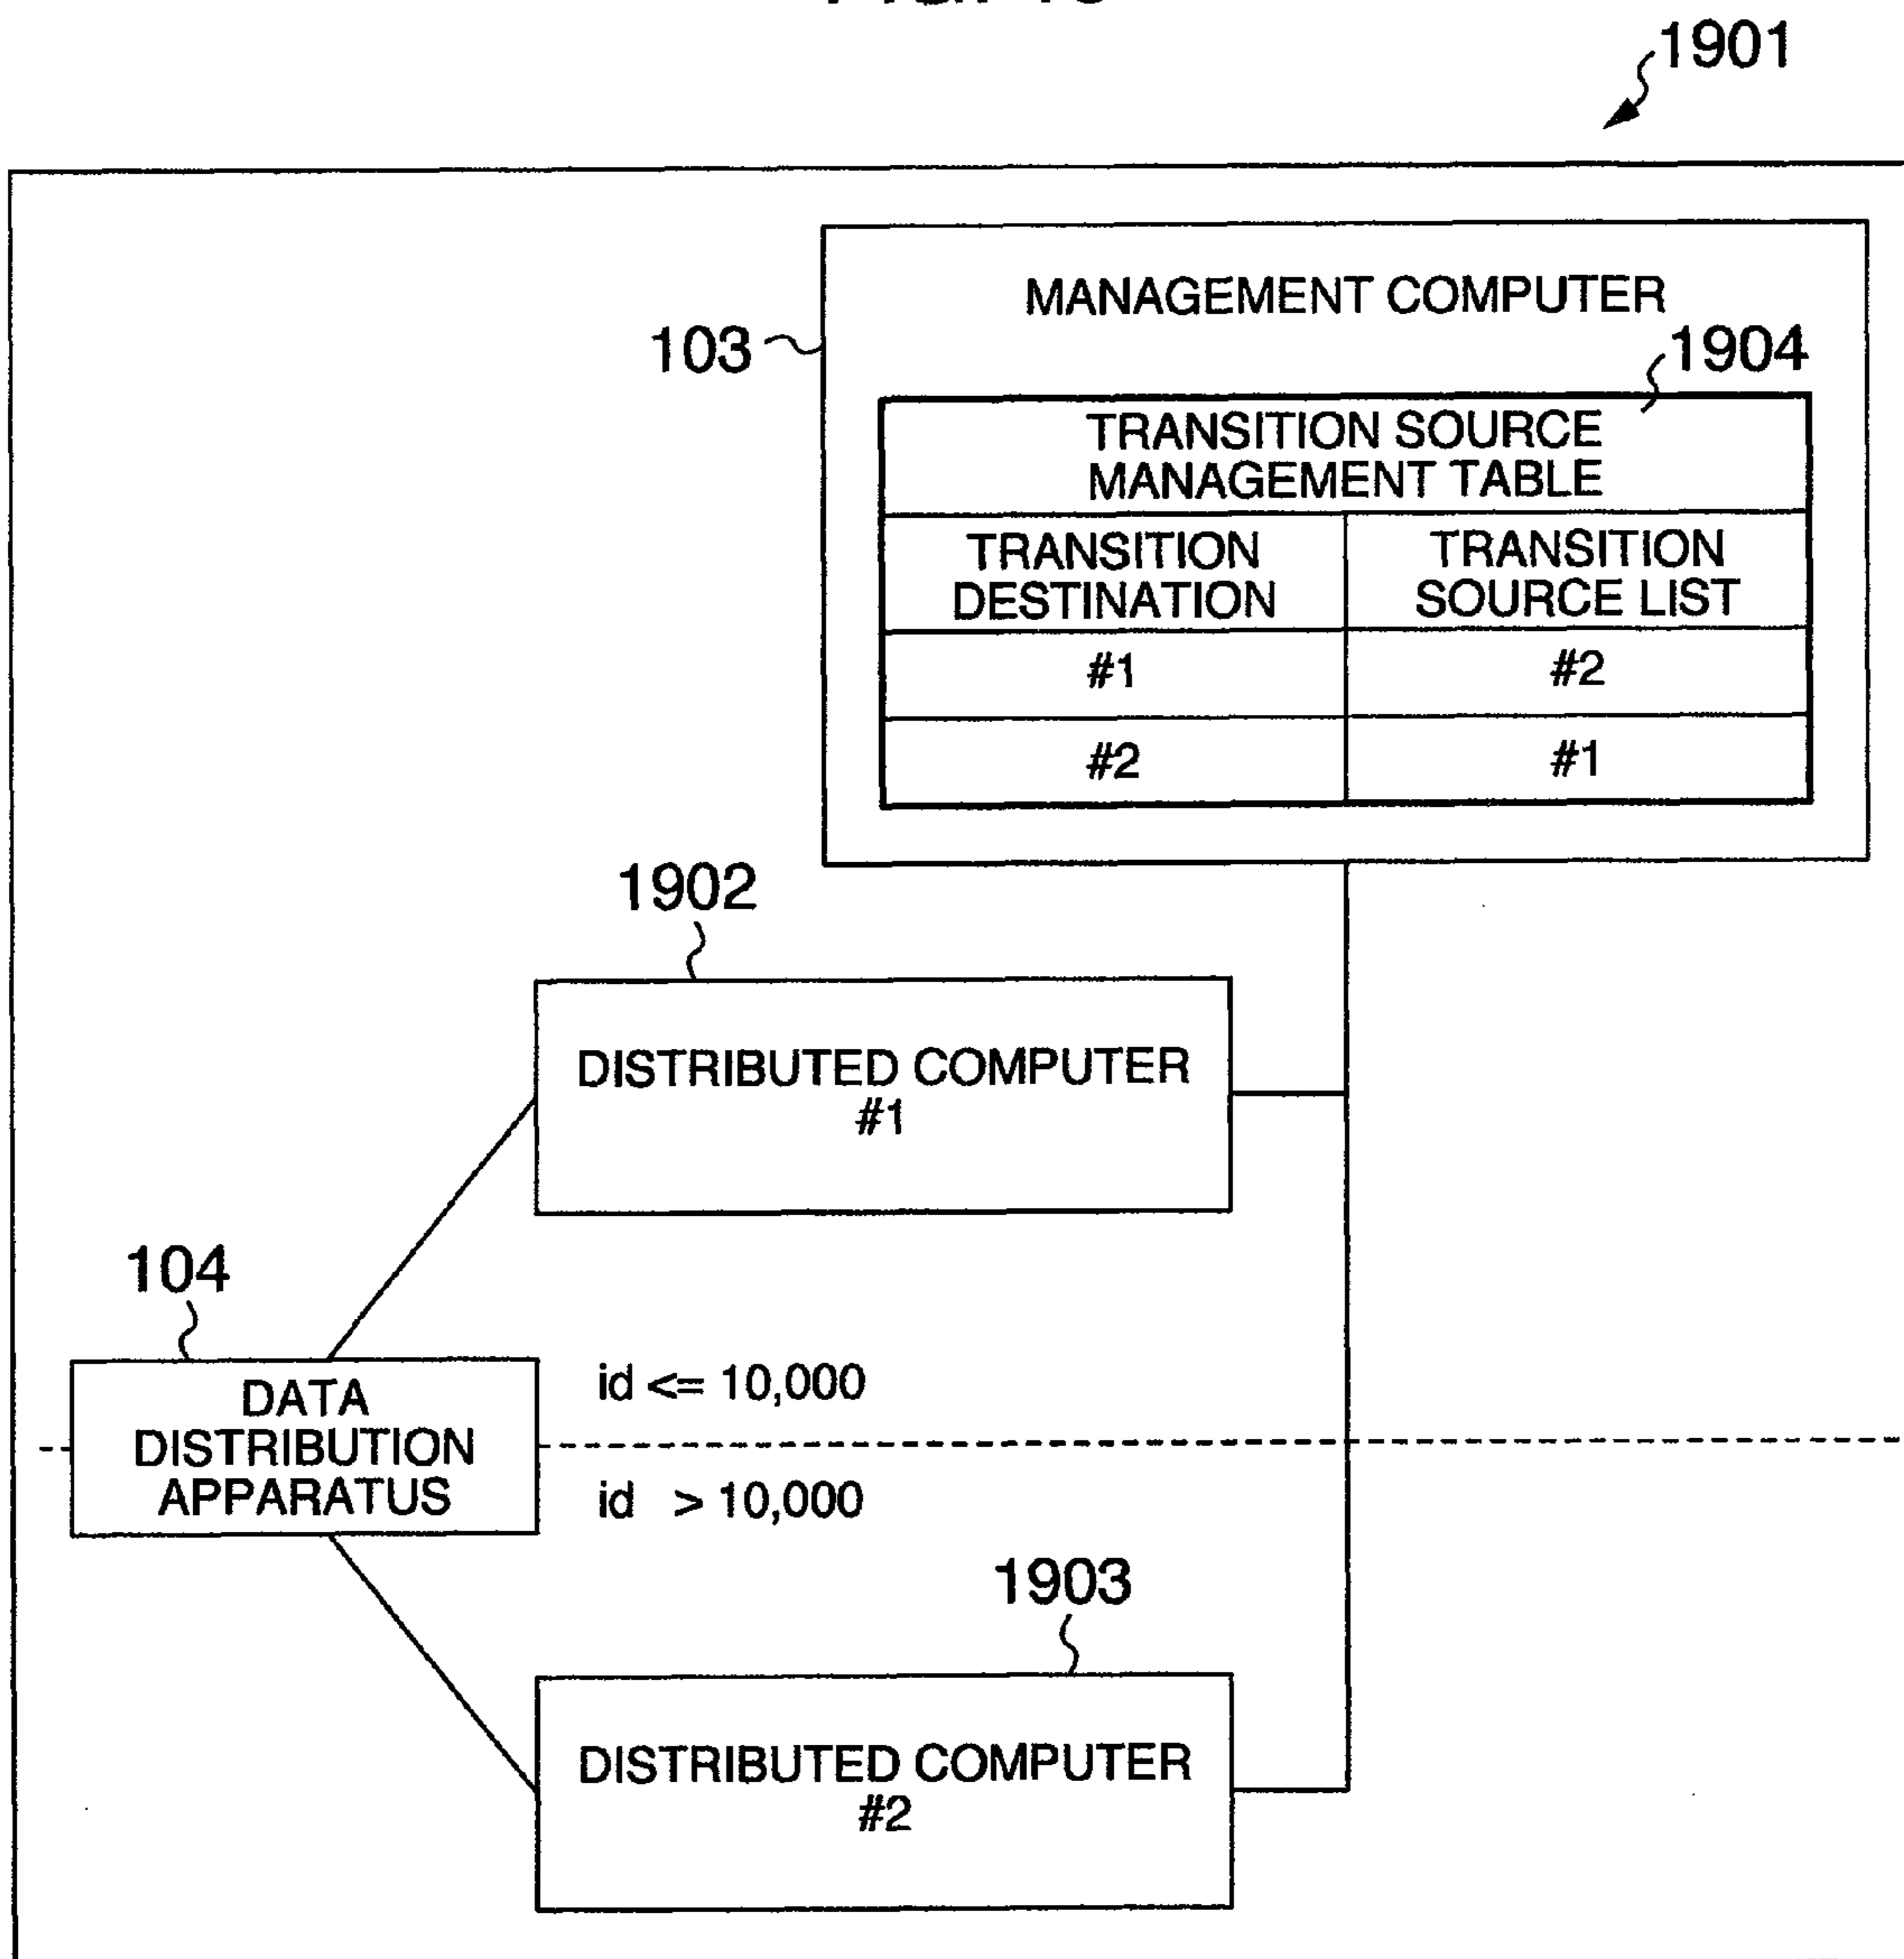 1901
MANAGEMENT COMPUTER
103
1904
TRANSITION SOURCE
MANAGEMENT TABLE
TRANSITION
DESTINATION
TRANSITION
SOURCE LIST
#1
#2
#2
#1
1902
DISTRIBUTED COMPUTER
#1
104
DATA
DISTRIBUTION
APPARATUS
id <= 10,000
id > 10,000
1903
DISTRIBUTED COMPUTER
#2